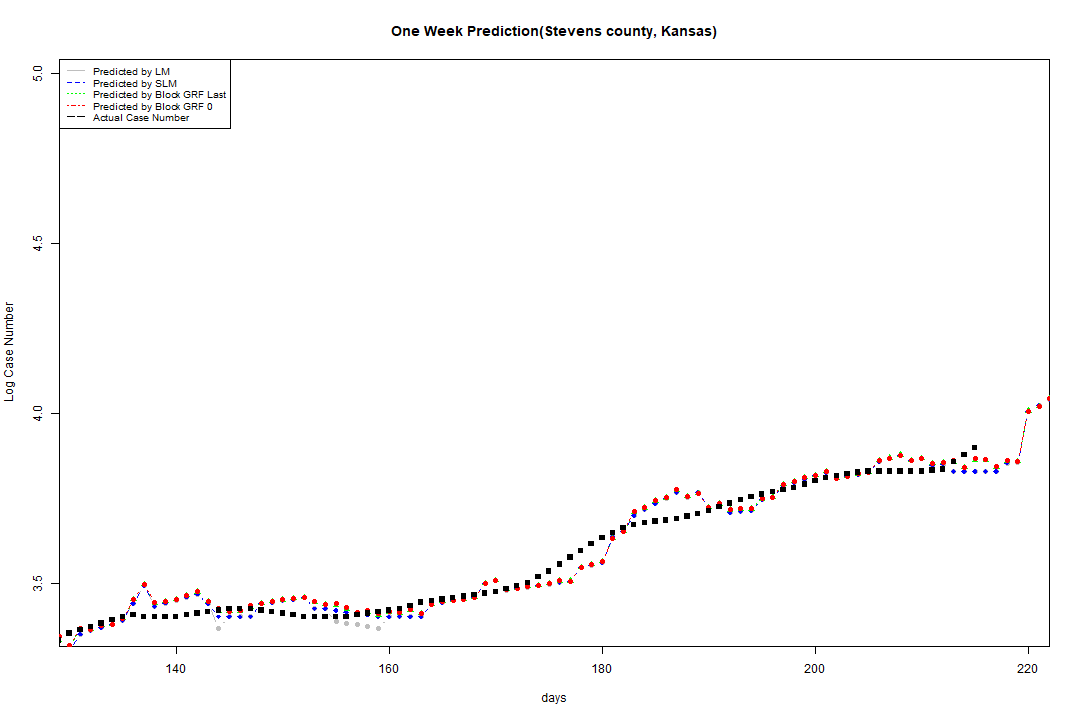 One Week Prediction(Stevens county, Kansas)
Predicted by LM
Predicted by SLM
Predicted by Block GRF Last
Predicted by Block GRF 0
Actual Case Number
5.0
4.5
4.0
3.5
Log Case Number
140 160 180 200 220
days